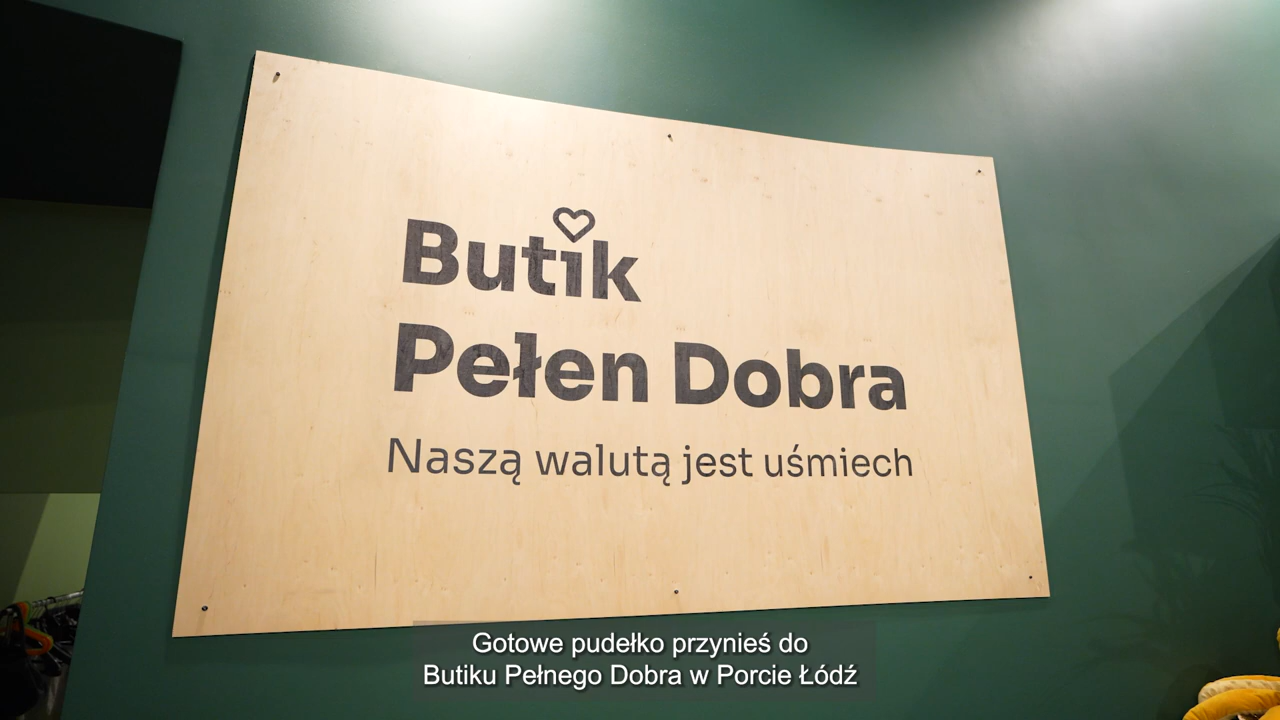 Butik
Pełen Dobra
Naszą walutą jest uśmiech
Gotowe pudełko przynieś do
Butiku Pełnego Dobra w Porcie Łódź